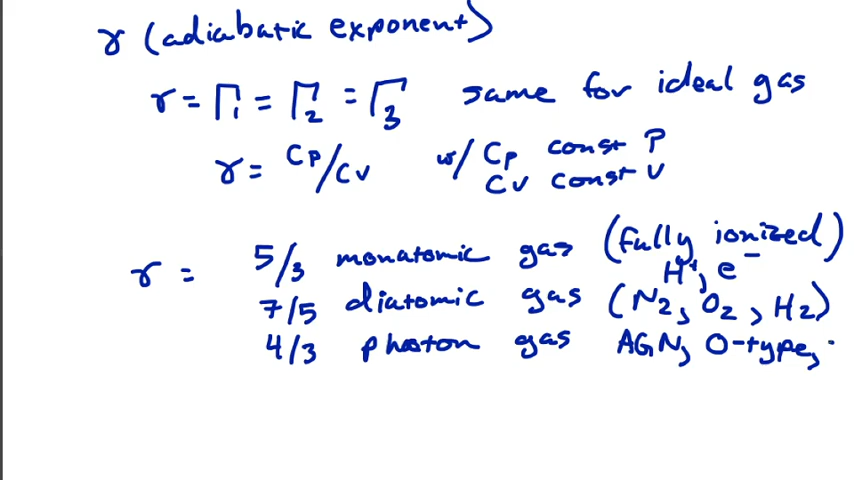 γ (adiabatic exponent)
γ = Γ₁ = Γ₂ = Γ₃ same for ideal gas
γ = Cp/Cv w/ Cp const P
Cv const V
γ = 5/3 monatomic gas (fully ionized)
H⁺, e⁻
7/5 diatomic gas (N₂, O₂, H₂)
4/3 photon gas AGN, O-type, ·